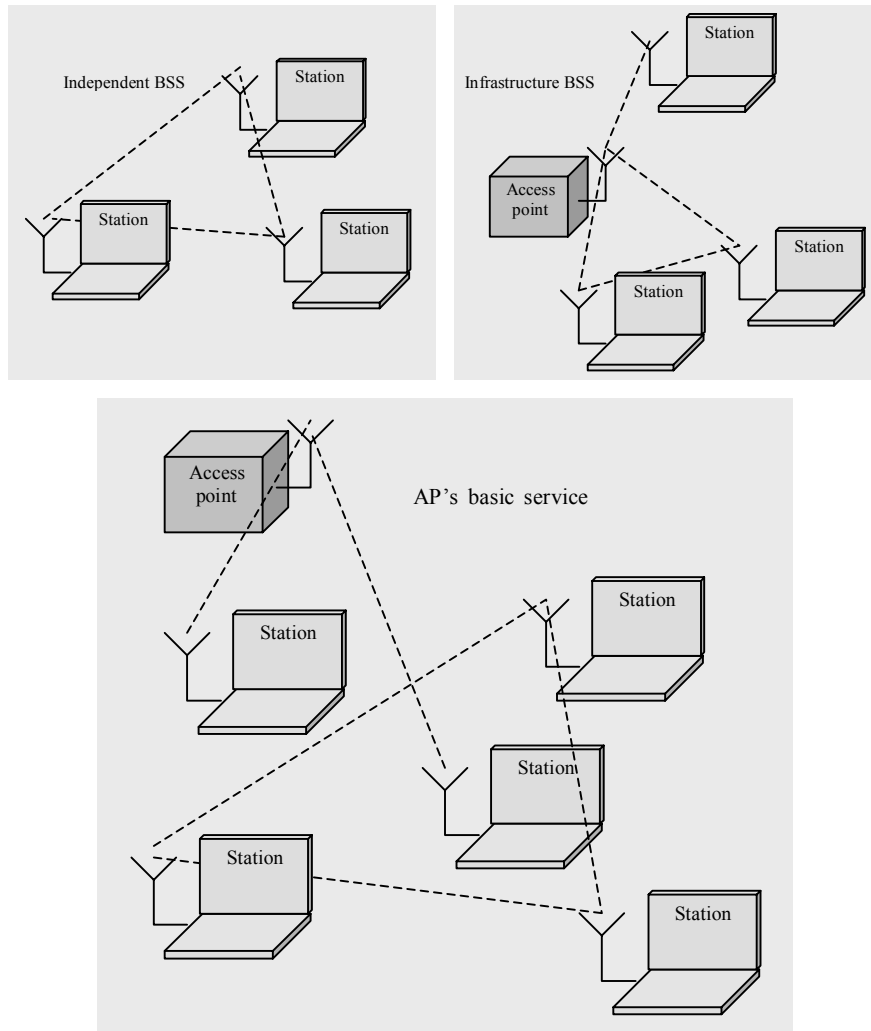 Independent BSS
Station
Station
Station
Infrastructure BSS
Station
Access
point
Station
Station
Access
point
AP's basic service
Station
Station
Station
Station
Station